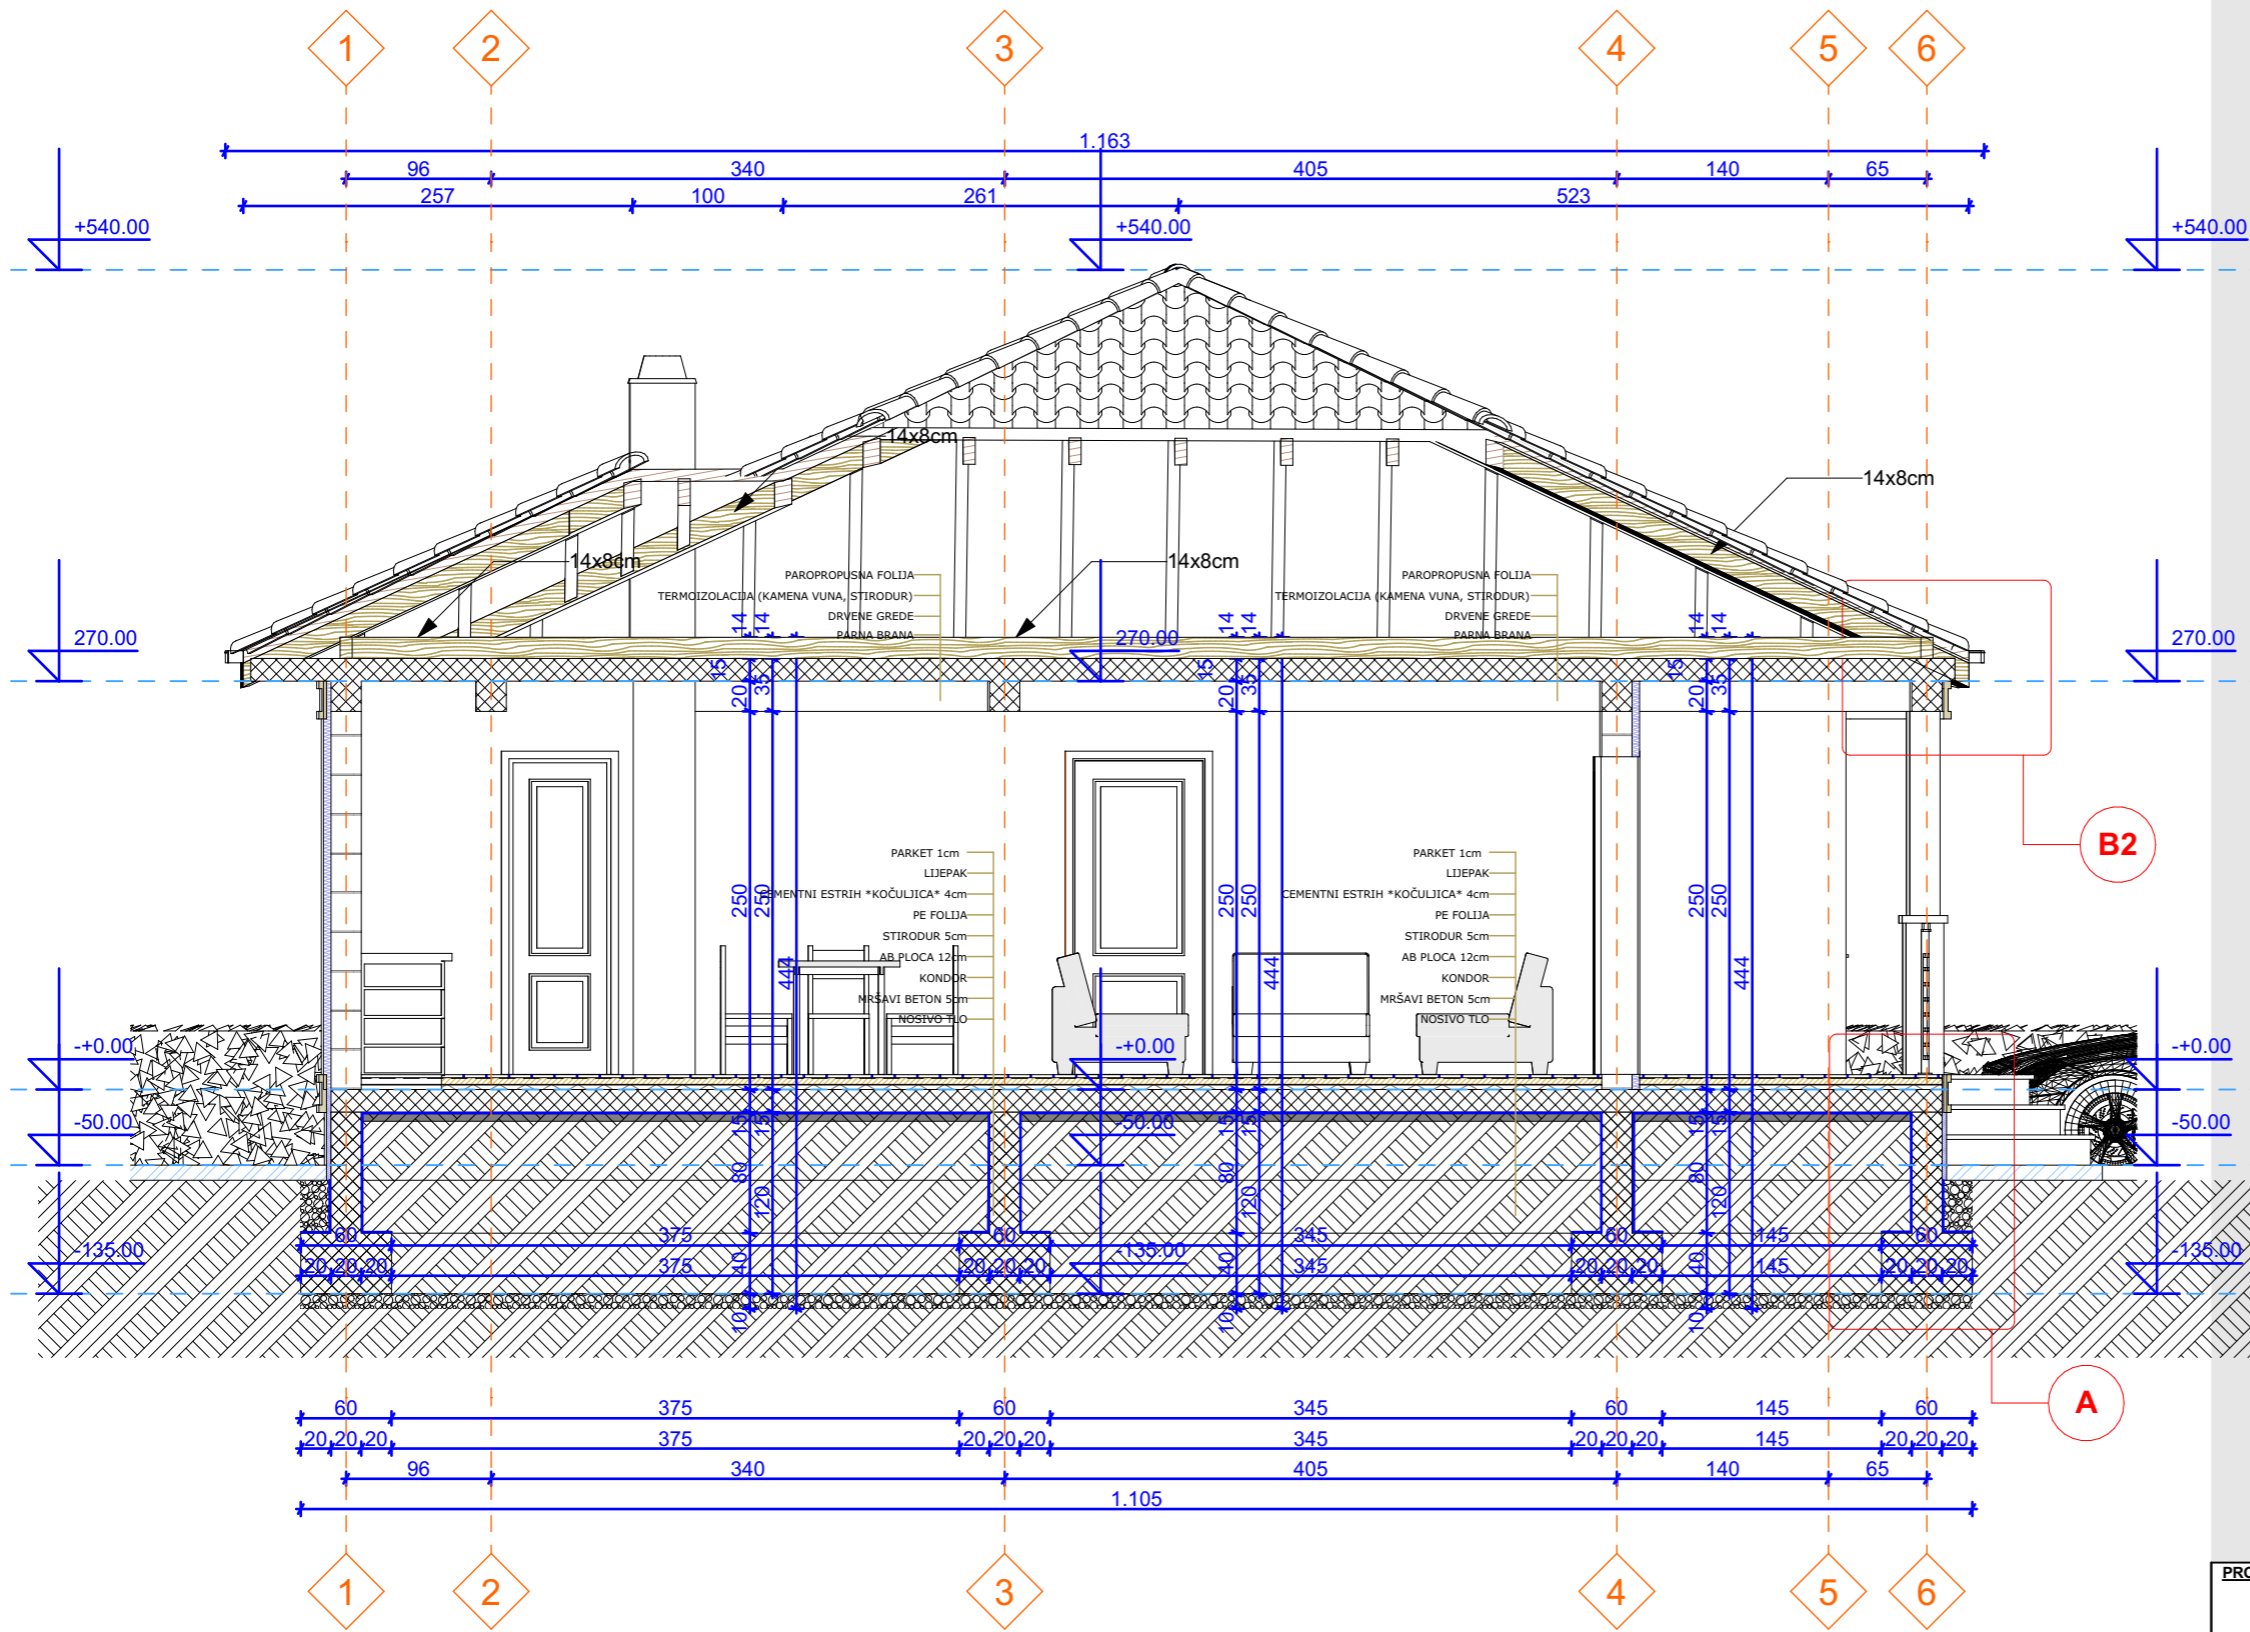 1 2 3 4 5 6
1.163
96 340 405 140 65
257 100 261 523
+540.00 +540.00 +540.00
14x8cm
14x8cm
14x8cm 14x8cm
PAROPROPUSNA FOLIJA PAROPROPUSNA FOLIJA
TERMOIZOLACIJA (KAMENA VUNA, STIRODUR) TERMOIZOLACIJA (KAMENA VUNA, STIRODUR)
DRVENE GREDE DRVENE GREDE
14 14 14 14 14 14
PARNA BRANA PARNA BRANA
270.00 270.00 270.00
15 15 15
20 35 20 35 20 35
B2
PARKET 1cm PARKET 1cm
LIJEPAK LIJEPAK
CEMENTNI ESTRIH *KOČULJICA* 4cm CEMENTNI ESTRIH *KOČULJICA* 4cm
250 250 250 250 250 250
PE FOLIJA PE FOLIJA
STIRODUR 5cm STIRODUR 5cm
AB PLOCA 12cm AB PLOCA 12cm
444 444 444
KONDOR KONDOR
MRŠAVI BETON 5cm MRŠAVI BETON 5cm
NOSIVO TLO NOSIVO TLO
-+0.00 -+0.00 -+0.00
-50.00 15 15 -50.00 15 15 15 15 -50.00
80 80 80
120 120 120
60 375 60 345 60 145 60
-135.00 -135.00 -135.00
20 20 20 375 40 20 20 20 40 345 20 20 20 40 145 20 20 20
10 10 10
A
60 375 60 345 60 145 60
20 20 20 375 20 20 20 345 20 20 20 145 20 20 20
96 340 405 140 65
1.105
1 2 3 4 5 6